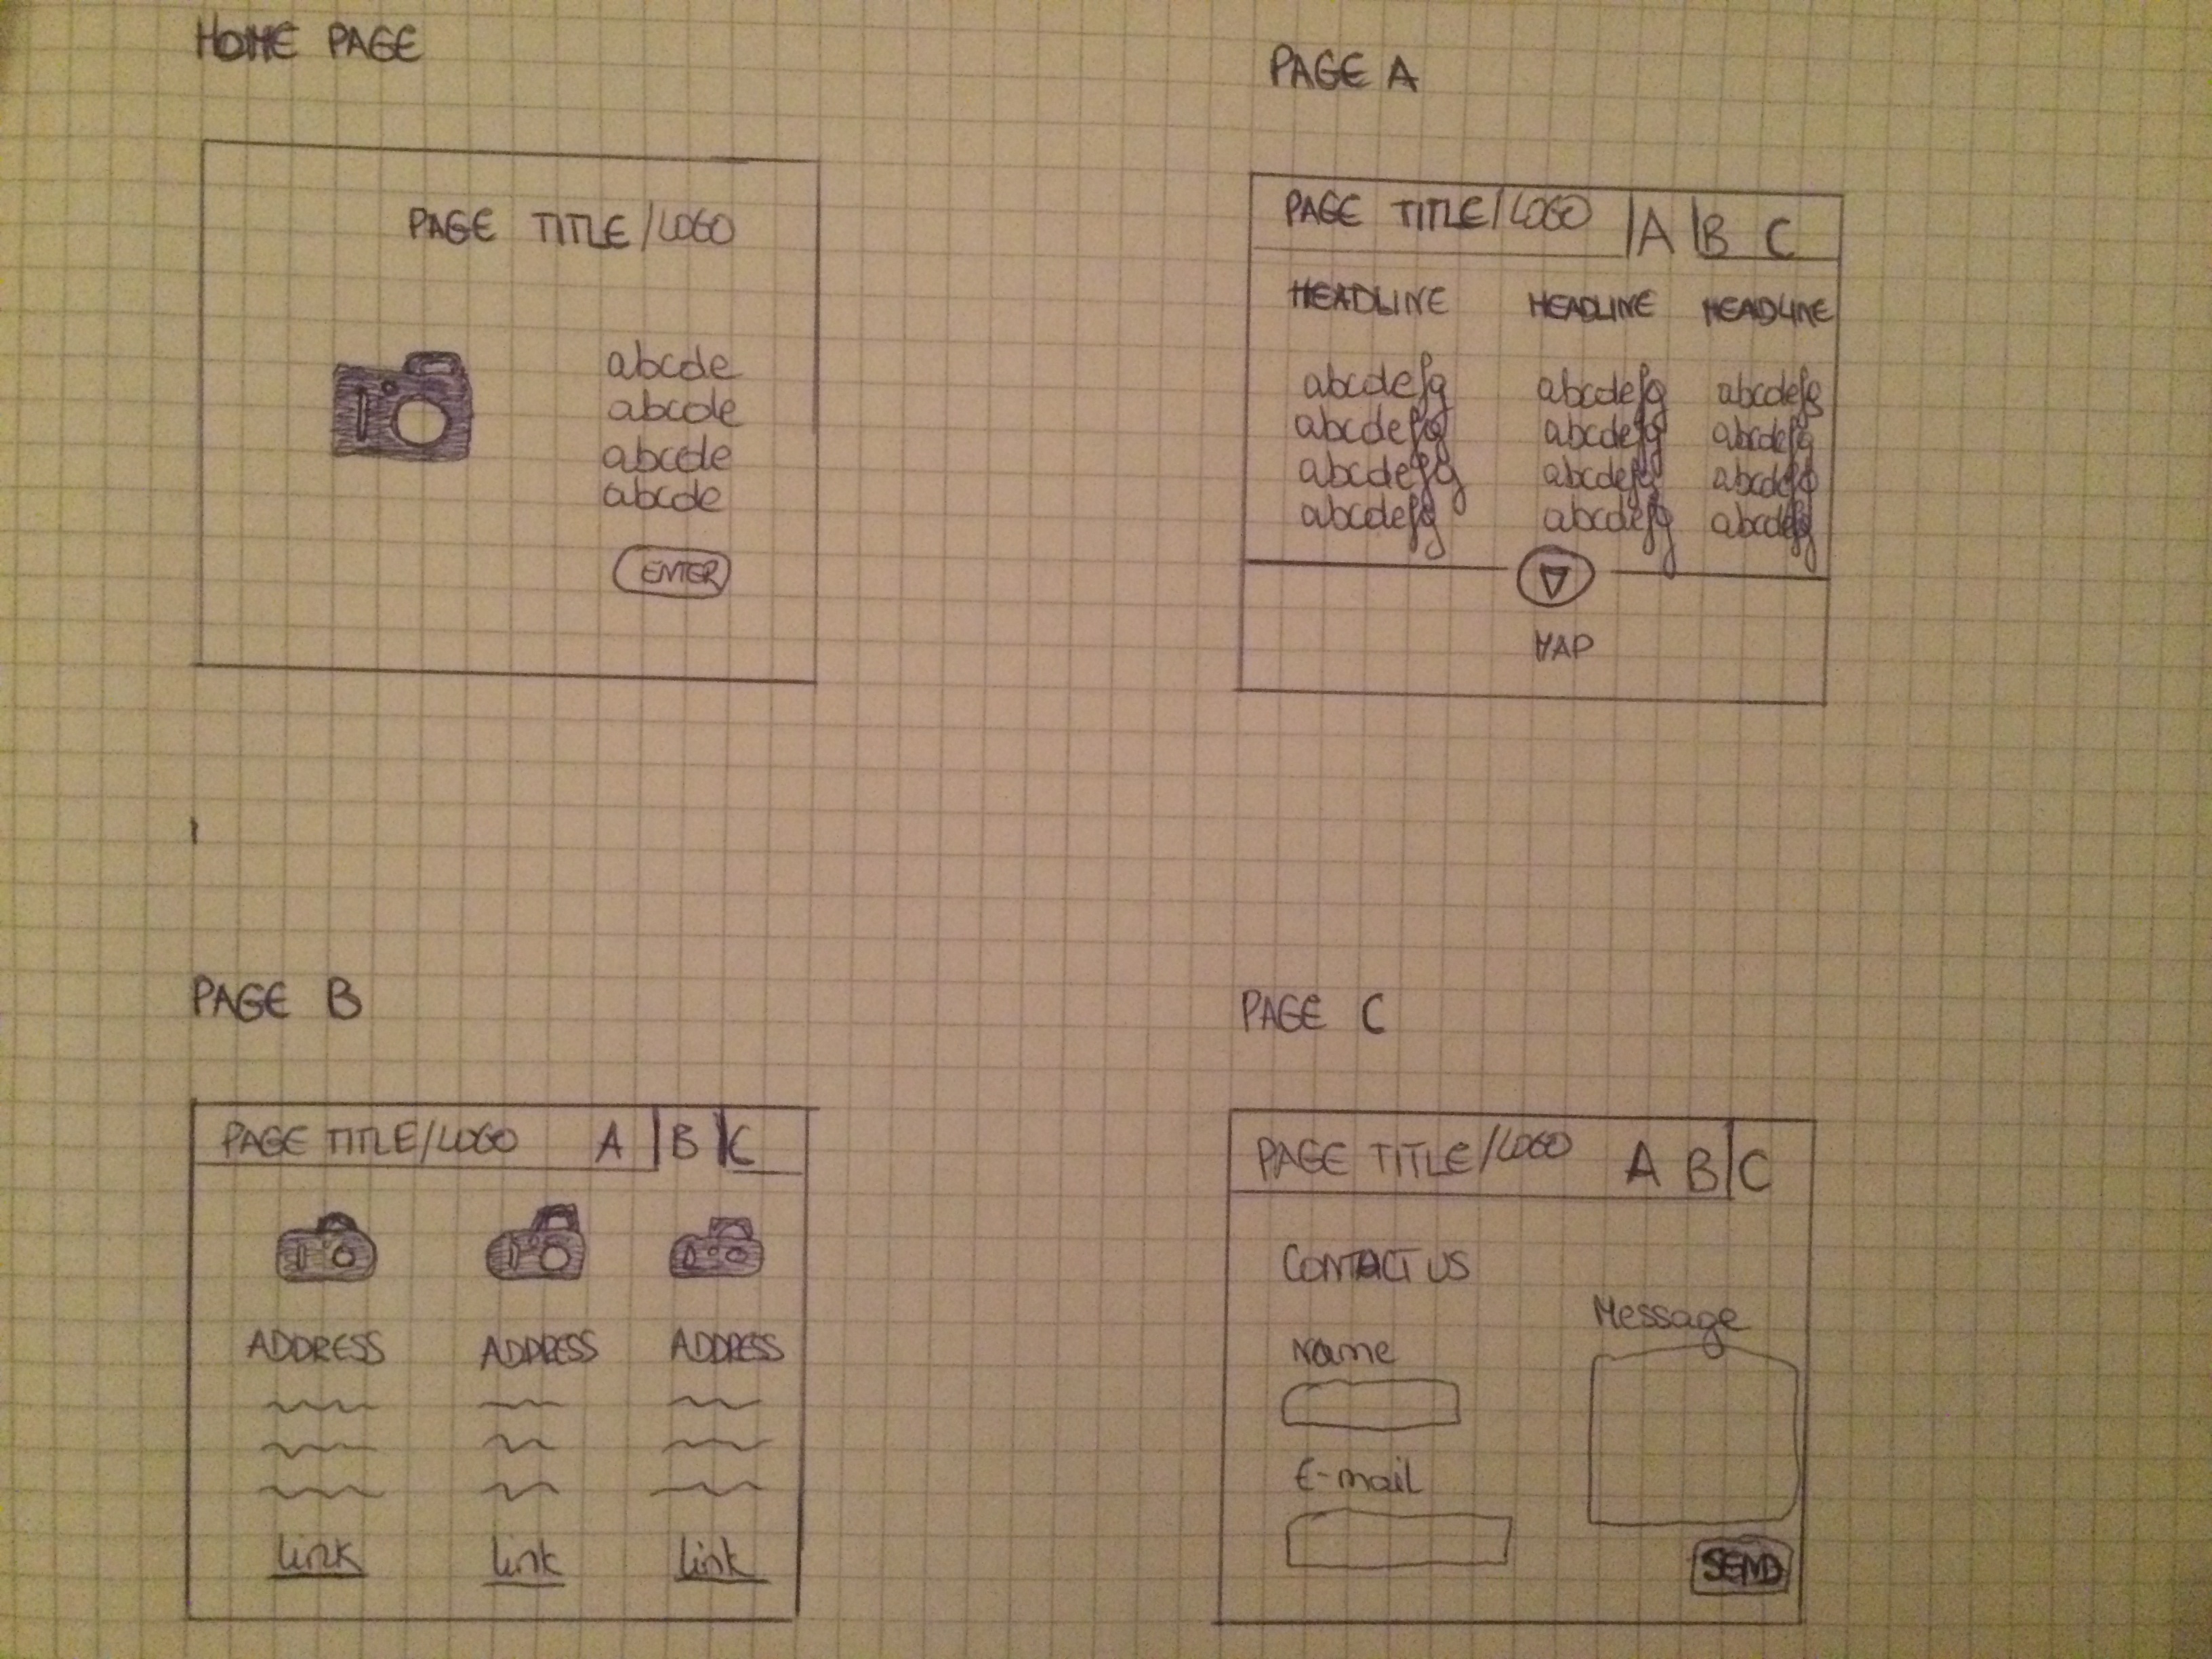 HOME PAGE
PAGE TITLE/LOGO
abcde
abcde
abcde
abcde
ENTER
PAGE A
PAGE TITLE/LOGO A B C
HEADLINE HEADLINE HEADLINE
abcdefg abcdefg abcdefg
abcdefg abcdefg abcdefg
abcdefg abcdefg abcdefg
abcdefg abcdefg abcdefg
MAP
PAGE B
PAGE TITLE/LOGO A B C
ADDRESS ADDRESS ADDRESS
link link link
PAGE C
PAGE TITLE/LOGO A B C
CONTACT US
Message
Name
E-mail
SEND